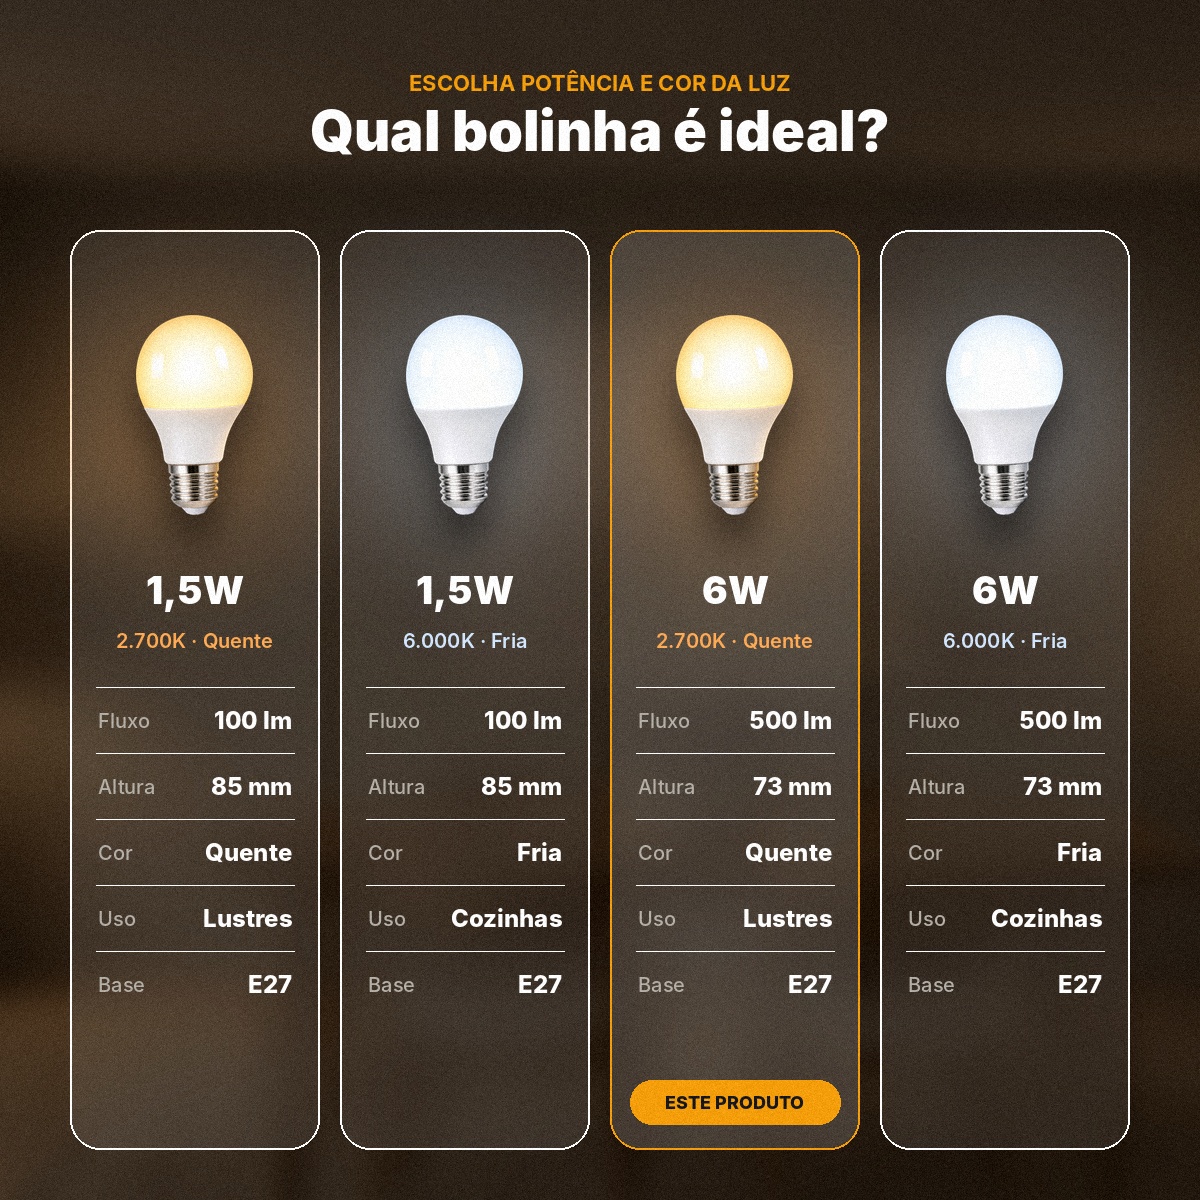 ESCOLHA POTÊNCIA E COR DA LUZ
Qual bolinha é ideal?
1,5W
2.700K · Quente
Fluxo 100 lm
Altura 85 mm
Cor Quente
Uso Lustres
Base E27
1,5W
6.000K · Fria
Fluxo 100 lm
Altura 85 mm
Cor Fria
Uso Cozinhas
Base E27
6W
2.700K · Quente
Fluxo 500 lm
Altura 73 mm
Cor Quente
Uso Lustres
Base E27
ESTE PRODUTO
6W
6.000K · Fria
Fluxo 500 lm
Altura 73 mm
Cor Fria
Uso Cozinhas
Base E27